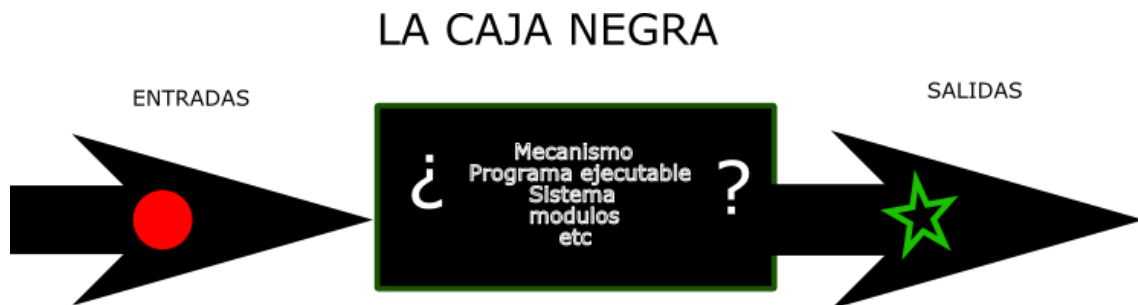 LA CAJA NEGRA
ENTRADAS
SALIDAS
¿
Mecanismo
Programa ejecutable
Sistema
modulos
etc
?